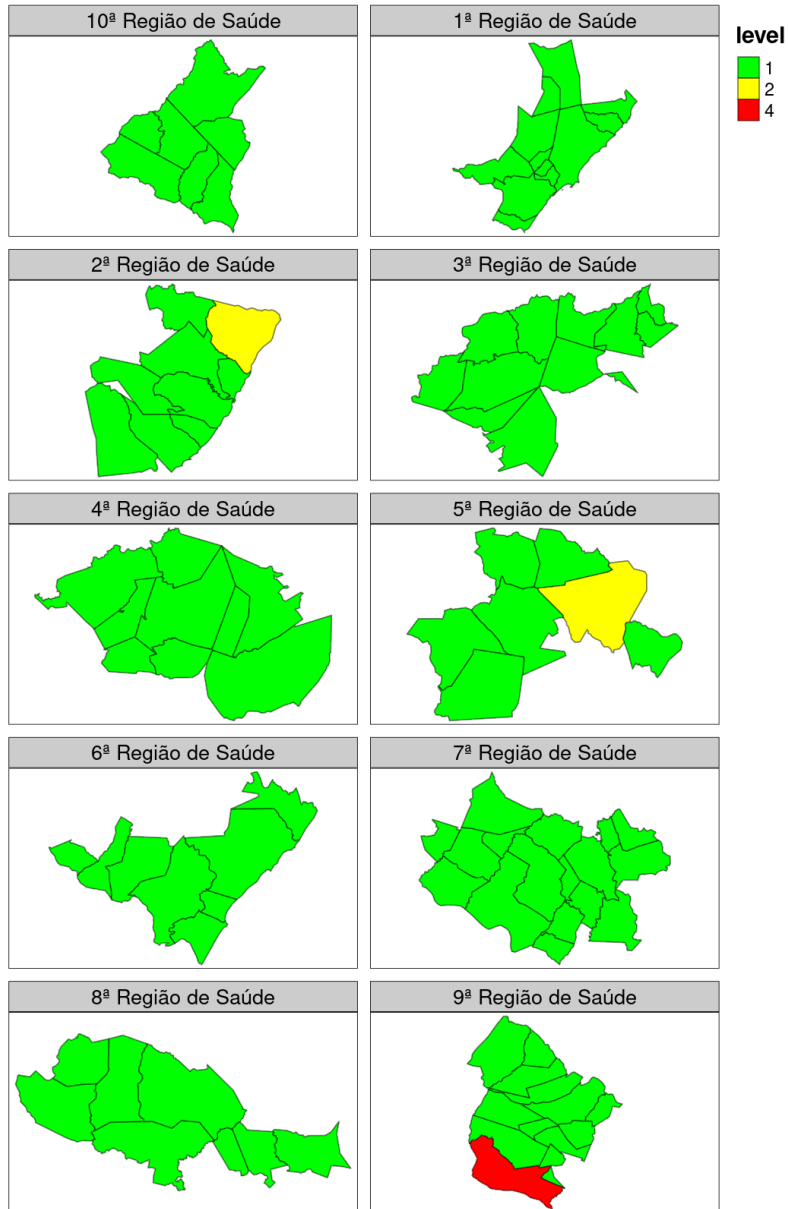 10ª Região de Saúde
1ª Região de Saúde
level
1
2
4
2ª Região de Saúde
3ª Região de Saúde
4ª Região de Saúde
5ª Região de Saúde
6ª Região de Saúde
7ª Região de Saúde
8ª Região de Saúde
9ª Região de Saúde